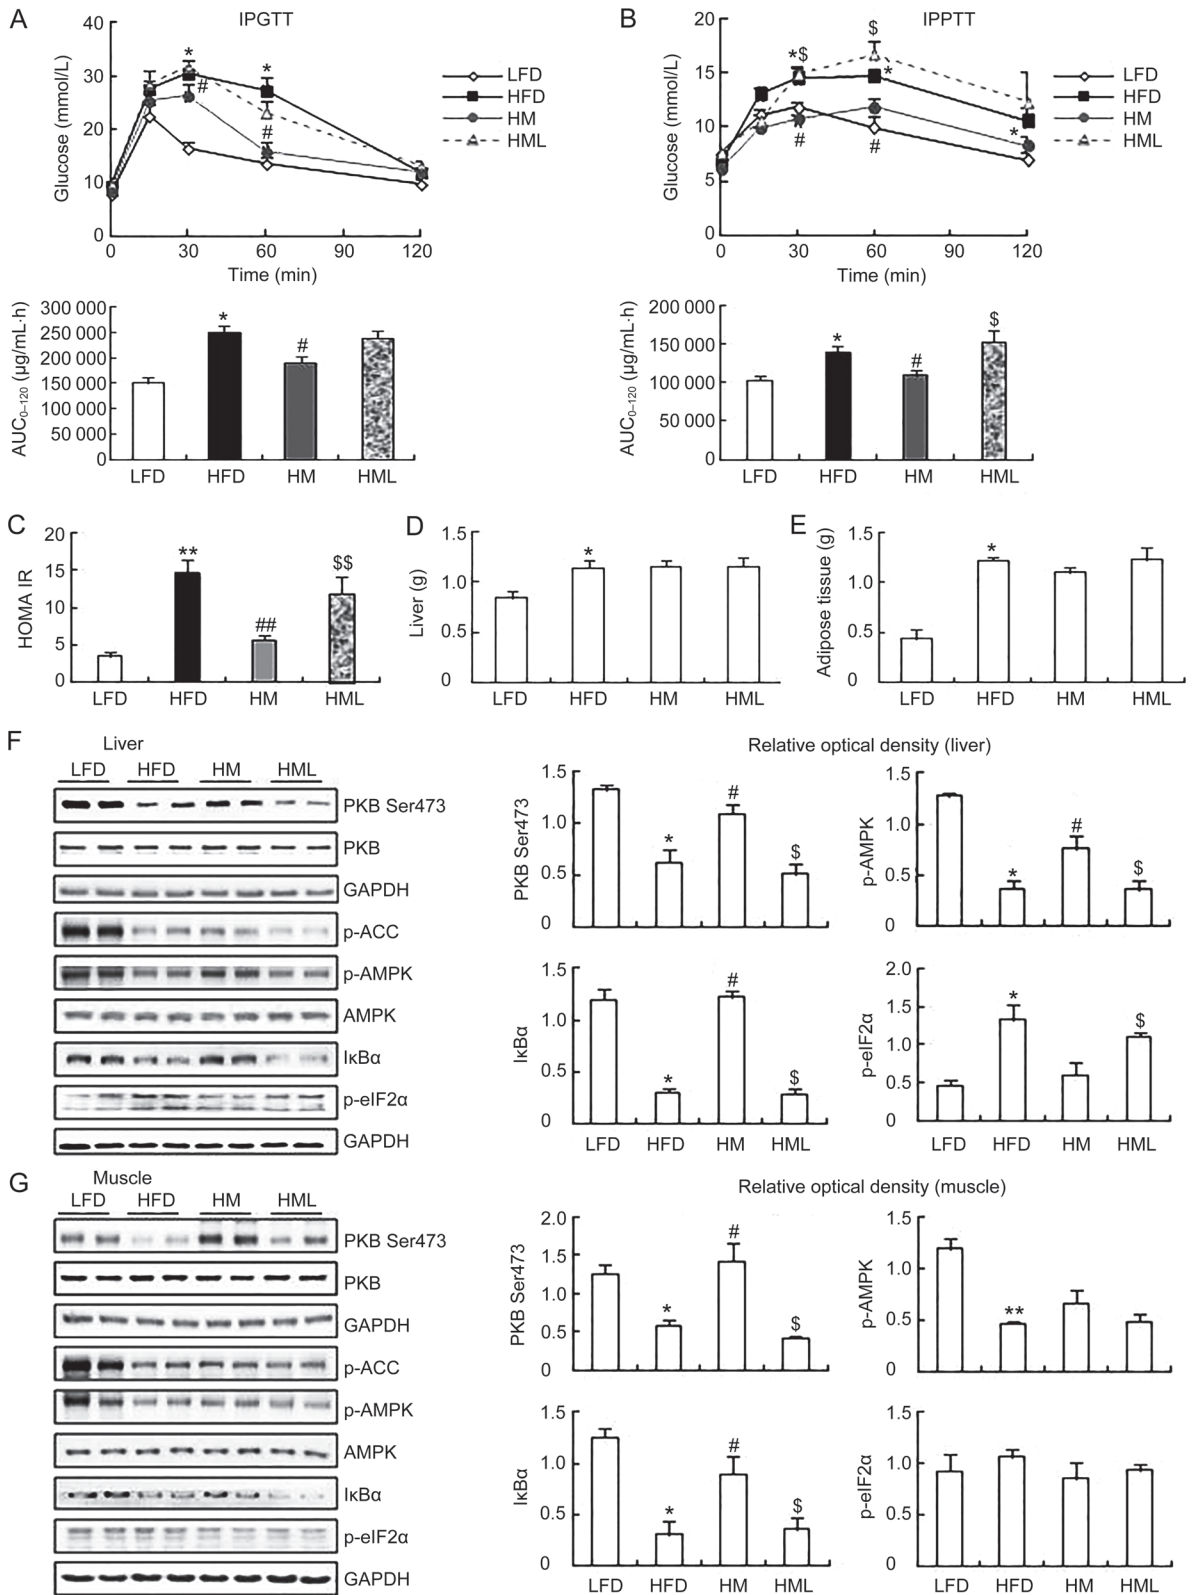 A
IPGTT
Glucose (mmol/L)
40
30
20
10
0
* * # #
0 30 60 90 120
Time (min)
LFD
HFD
HM
HML
B
IPPTT
Glucose (mmol/L)
20
15
10
5
0
*$ $ * # # *
0 30 60 90 120
Time (min)
LFD
HFD
HM
HML
AUC0–120 (µg/mL·h)
300 000
250 000
200 000
150 000
100 000
50 000
0
* #
LFD HFD HM HML
AUC0–120 (µg/mL·h)
200 000
150 000
100 000
50 000
0
* # $
LFD HFD HM HML
C
HOMA IR
20
15
10
5
0
** ## $$
LFD HFD HM HML
D
Liver (g)
1.5
1.0
0.5
0
*
LFD HFD HM HML
E
Adipose tissue (g)
1.5
1.0
0.5
0
*
LFD HFD HM HML
F
Liver
LFD HFD HM HML
PKB Ser473
PKB
GAPDH
p-ACC
p-AMPK
AMPK
IκBα
p-eIF2α
GAPDH
Relative optical density (liver)
PKB Ser473
1.5
1.0
0.5
0
* # $
p-AMPK
1.5
1.0
0.5
0
* # $
IκBα
1.5
1.0
0.5
0
* # $
LFD HFD HM HML
p-eIF2α
2.0
1.5
1.0
0.5
0
* $
LFD HFD HM HML
G
Muscle
LFD HFD HM HML
PKB Ser473
PKB
GAPDH
p-ACC
p-AMPK
AMPK
IκBα
p-eIF2α
GAPDH
Relative optical density (muscle)
PKB Ser473
2.0
1.5
1.0
0.5
0
* # $
p-AMPK
1.5
1.0
0.5
0
**
IκBα
1.5
1.0
0.5
0
* # $
LFD HFD HM HML
p-eIF2α
1.5
1.0
0.5
0
LFD HFD HM HML